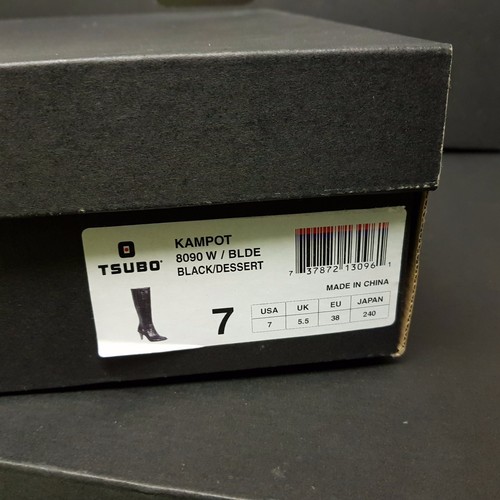 TSUBO
KAMPOT
8090 W / BLDE
BLACK/DESSERT
7 37872 13096 1
MADE IN CHINA
7
USA UK EU JAPAN
7 5.5 38 240